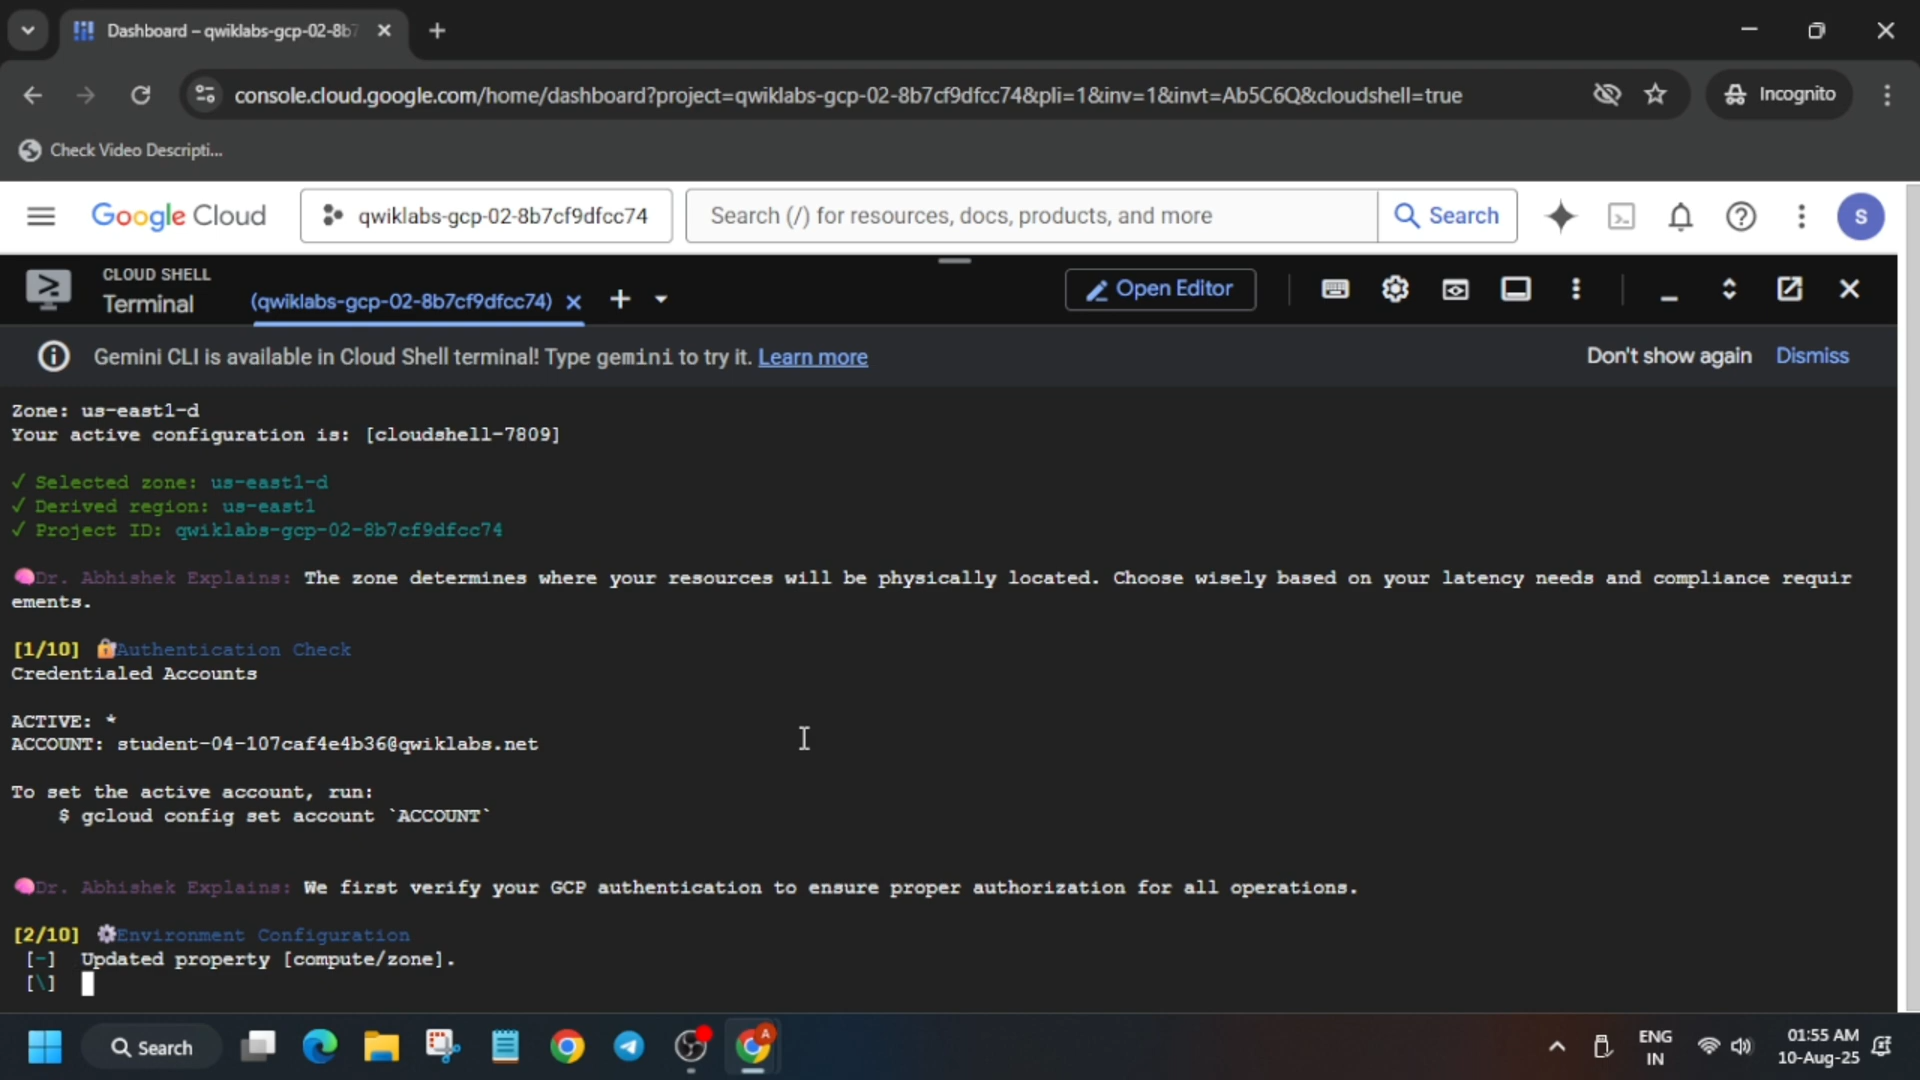 Dashboard – qwiklabs-gcp-02-8b7
console.cloud.google.com/home/dashboard?project=qwiklabs-gcp-02-8b7cf9dfcc74&pli=1&inv=1&invt=Ab5C6Q&cloudshell=true
Incognito
Check Video Descripti...
Google Cloud
qwiklabs-gcp-02-8b7cf9dfcc74
Search (/) for resources, docs, products, and more
Search
S
CLOUD SHELL
Terminal
(qwiklabs-gcp-02-8b7cf9dfcc74)
Open Editor
Gemini CLI is available in Cloud Shell terminal! Type gemini to try it. Learn more
Don't show again
Dismiss
Zone: us-east1-d
Your active configuration is: [cloudshell-7809]
✓ Selected zone: us-east1-d
✓ Derived region: us-east1
✓ Project ID: qwiklabs-gcp-02-8b7cf9dfcc74
🧠Dr. Abhishek Explains: The zone determines where your resources will be physically located. Choose wisely based on your latency needs and compliance requir
ements.
[1/10] 🔐Authentication Check
Credentialed Accounts
ACTIVE: *
ACCOUNT: student-04-107caf4e4b36@qwiklabs.net
To set the active account, run:
$ gcloud config set account `ACCOUNT`
🧠Dr. Abhishek Explains: We first verify your GCP authentication to ensure proper authorization for all operations.
[2/10] ⚙Environment Configuration
[-] Updated property [compute/zone].
[\]
Search
A
ENG
IN
01:55 AM
10-Aug-25